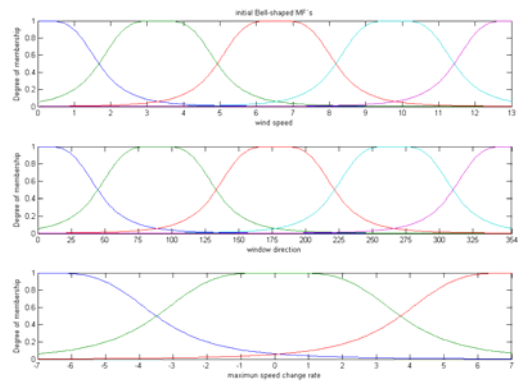 initial Bell-shaped MF's
Degree of membership
1
0.8
0.6
0.4
0.2
0
0 1 2 3 4 5 6 7 8 9 10 11 12 13
wind speed
Degree of membership
1
0.8
0.6
0.4
0.2
0
0 25 50 75 100 125 150 175 200 225 250 275 300 325 354
window direction
Degree of membership
1
0.8
0.6
0.4
0.2
0
-7 -6 -5 -4 -3 -2 -1 0 1 2 3 4 5 6 7
maximun speed change rate